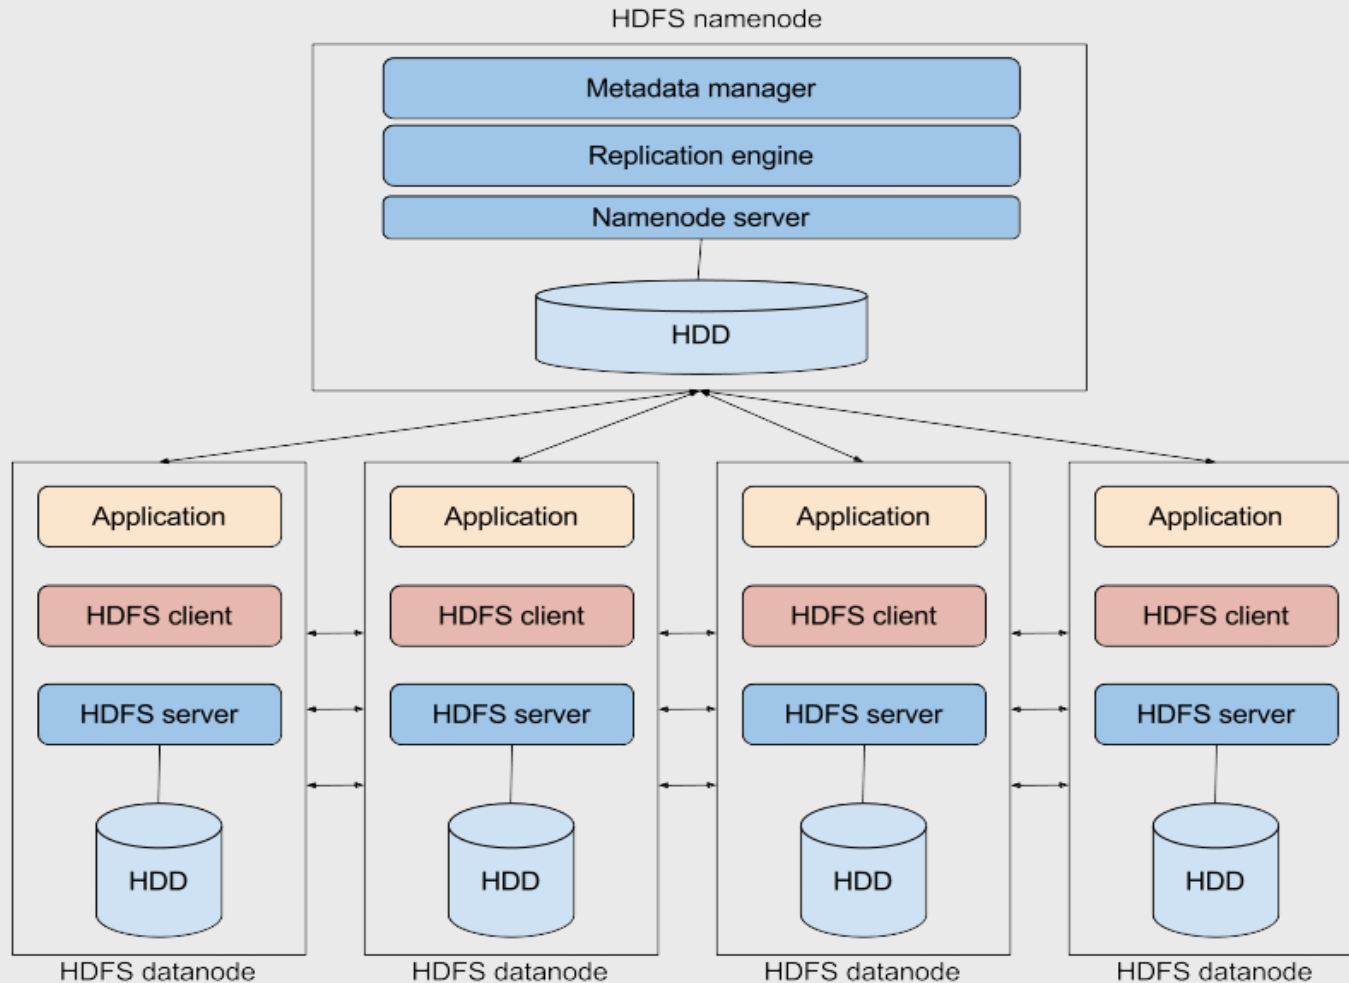 HDFS namenode
Metadata manager
Replication engine
Namenode server
HDD
Application
Application
Application
Application
HDFS client
HDFS client
HDFS client
HDFS client
HDFS server
HDFS server
HDFS server
HDFS server
HDD
HDD
HDD
HDD
HDFS datanode
HDFS datanode
HDFS datanode
HDFS datanode